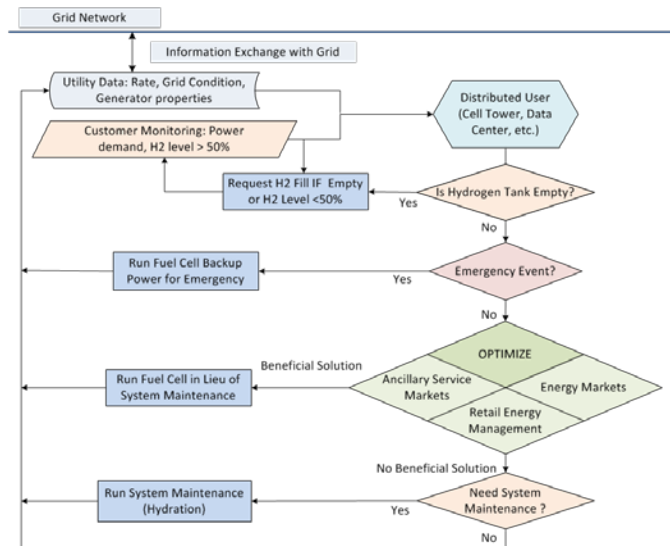 Grid Network
Information Exchange with Grid
Utility Data: Rate, Grid Condition,
Generator properties
Distributed User
(Cell Tower, Data
Center, etc.)
Customer Monitoring: Power
demand, H2 level > 50%
Request H2 Fill IF Empty
or H2 Level <50%
Yes
Is Hydrogen Tank Empty?
No
Run Fuel Cell Backup
Power for Emergency
Yes
Emergency Event?
No
OPTIMIZE
Beneficial Solution
Run Fuel Cell in Lieu of
System Maintenance
Ancillary Service
Markets
Energy Markets
Retail Energy
Management
No Beneficial Solution
Run System Maintenance
(Hydration)
Yes
Need System
Maintenance ?
No